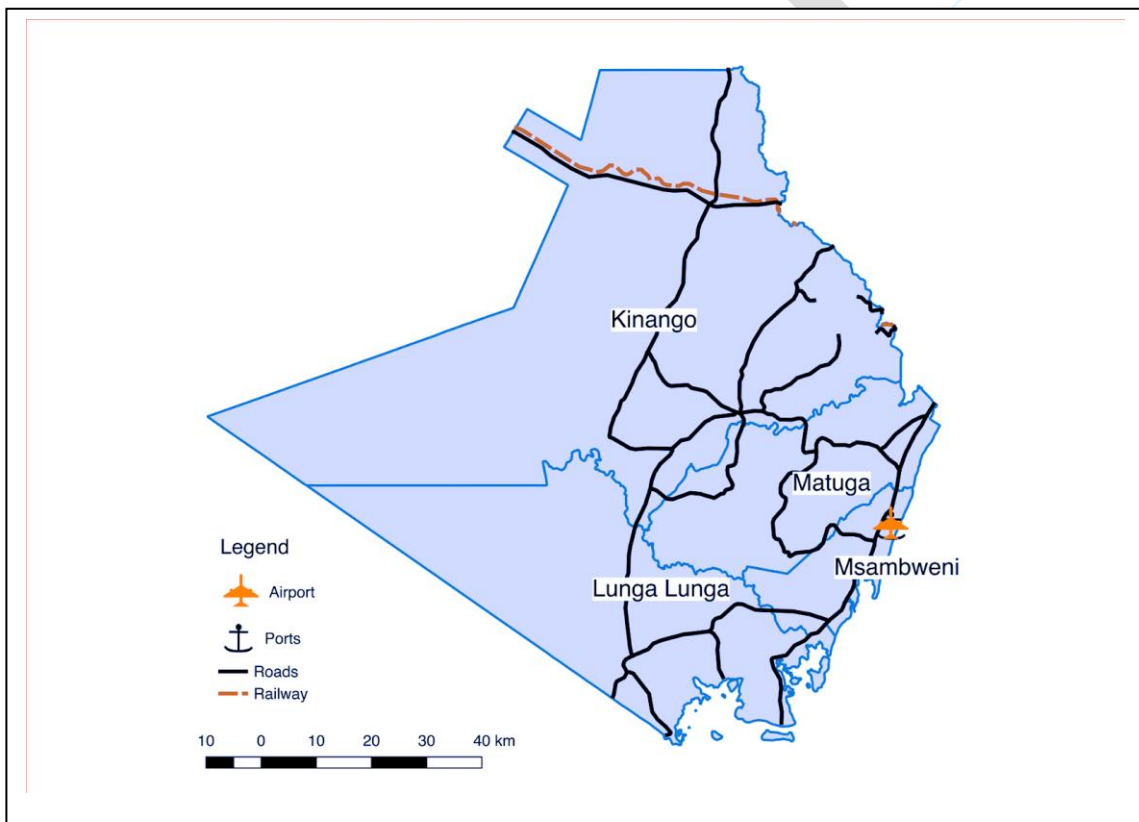 Kinango
Matuga
Msambweni
Lunga Lunga
Legend
Airport
Ports
Roads
Railway
10 0 10 20 30 40 km